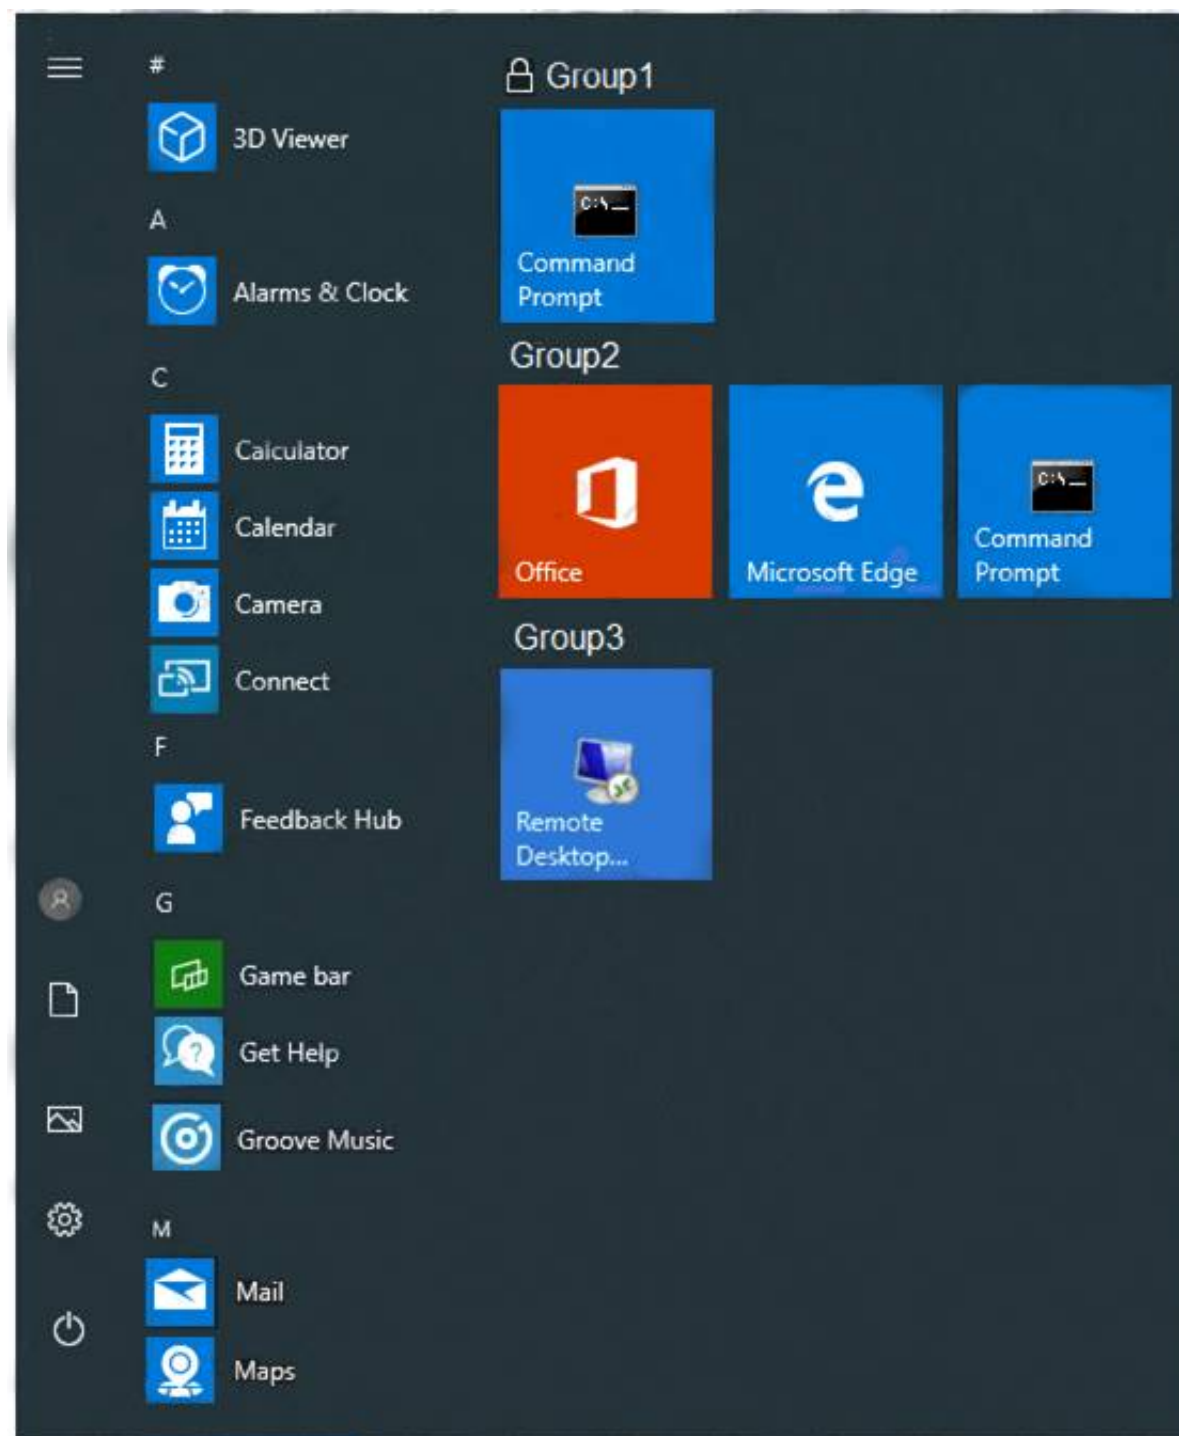 #
3D Viewer
A
Alarms & Clock
C
Calculator
Calendar
Camera
Connect
F
Feedback Hub
G
Game bar
Get Help
Groove Music
M
Mail
Maps
Group1
C:\
Command
Prompt
Group2
Office
Microsoft Edge
C:\
Command
Prompt
Group3
Remote
Desktop...